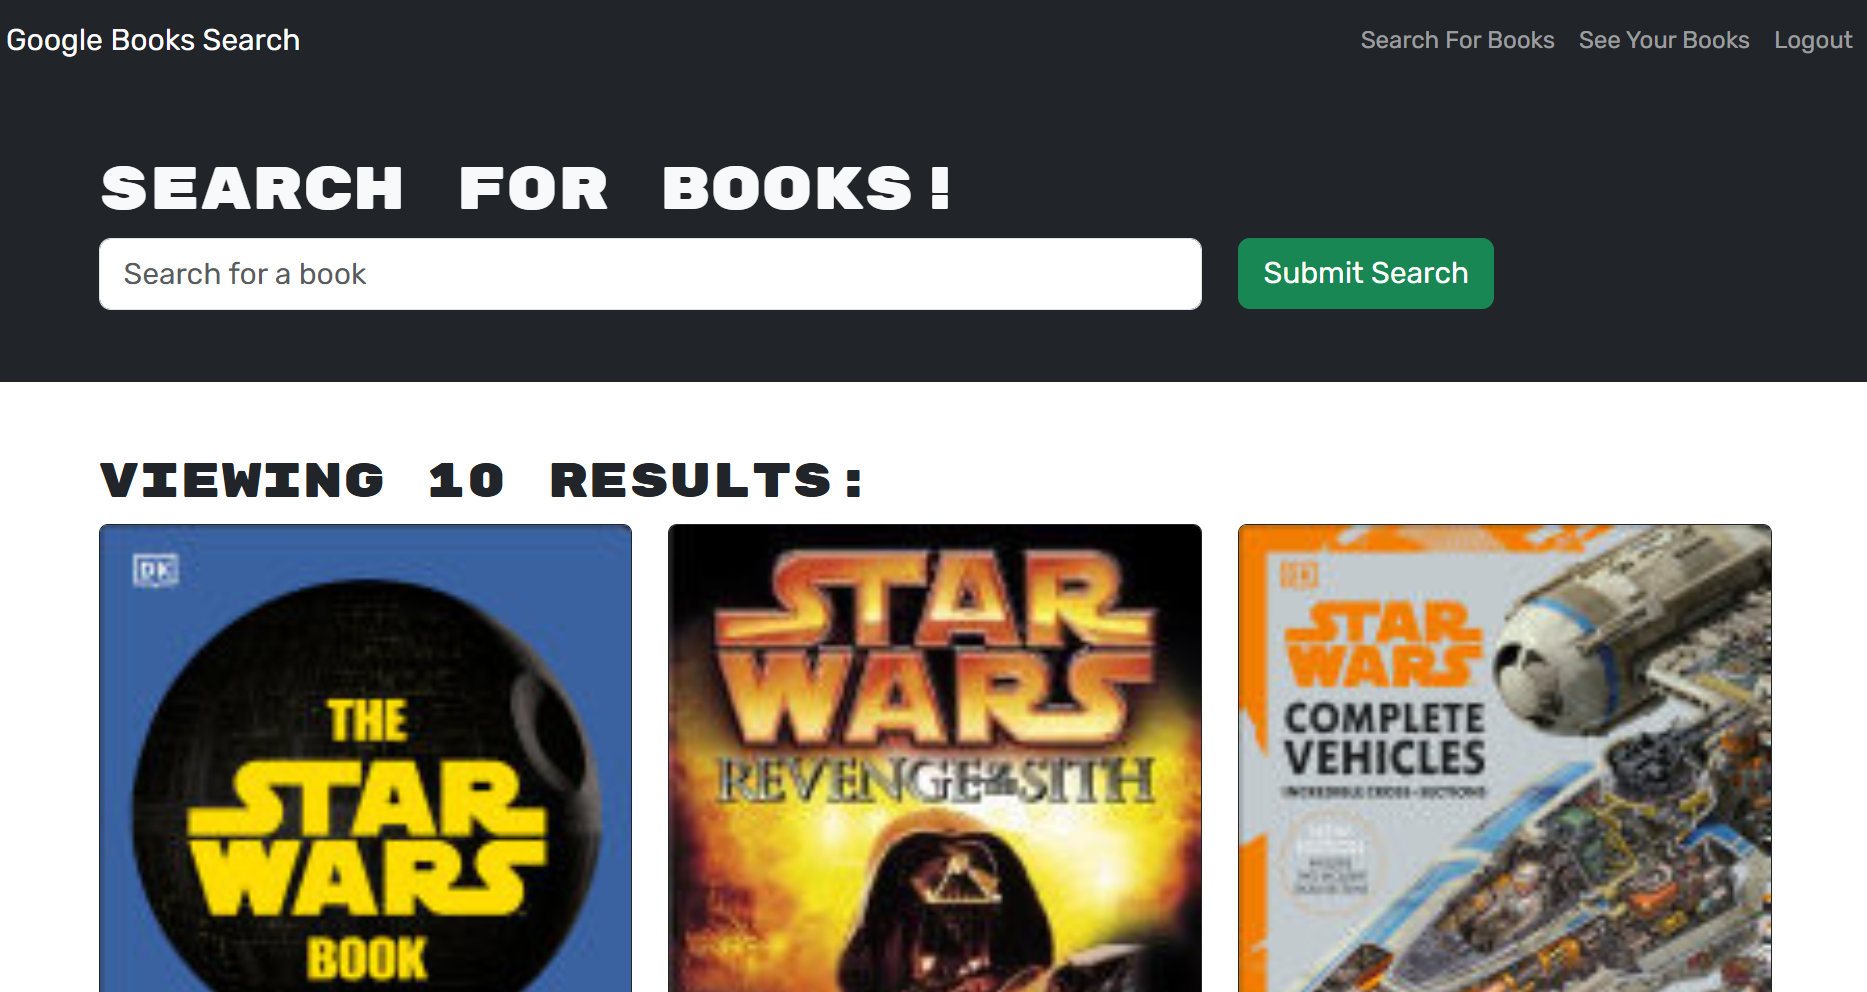 Google Books Search
Search For Books
See Your Books
Logout
SEARCH FOR BOOKS!
Search for a book
Submit Search
VIEWING 10 RESULTS:
DK
THE
STAR
WARS
BOOK
STAR
WARS
REVENGE OF THE SITH
DK
STAR
WARS
COMPLETE
VEHICLES
INCREDIBLE CROSS-SECTIONS